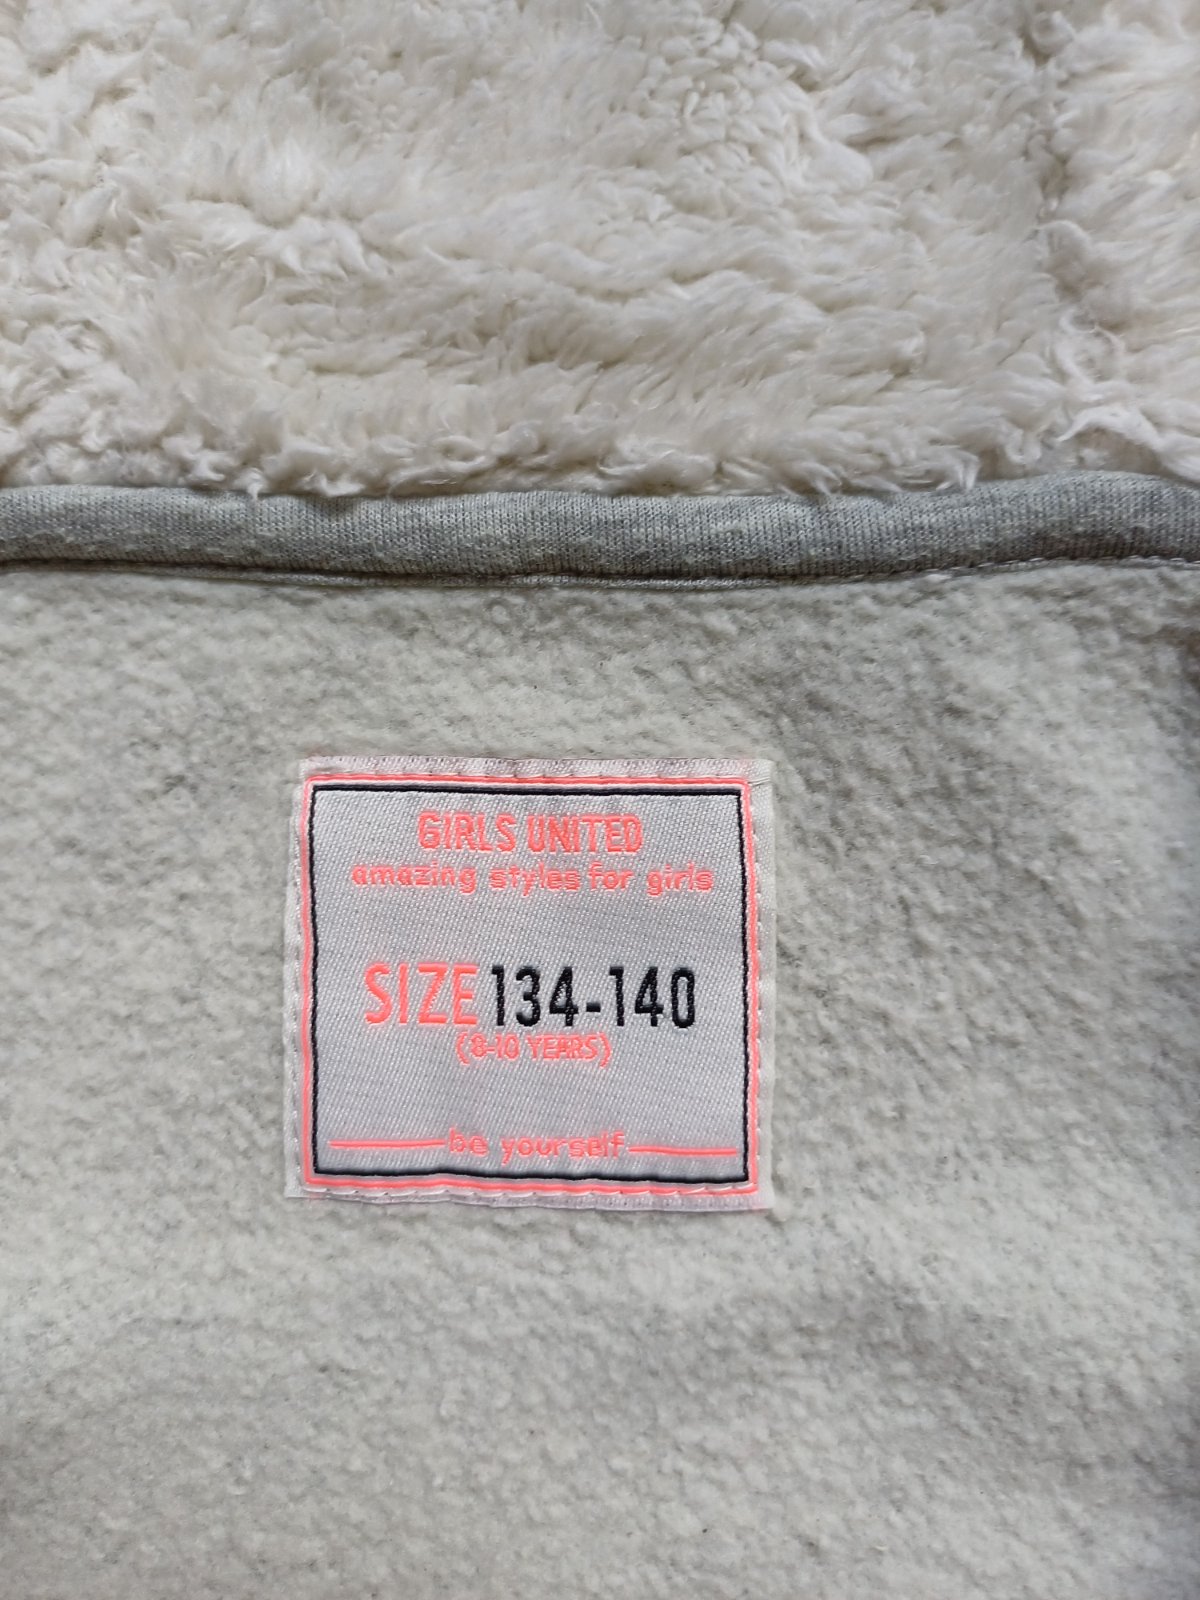 GIRLS UNITED
amazing styles for girls
SIZE 134-140
(8-10 YEARS)
be yourself